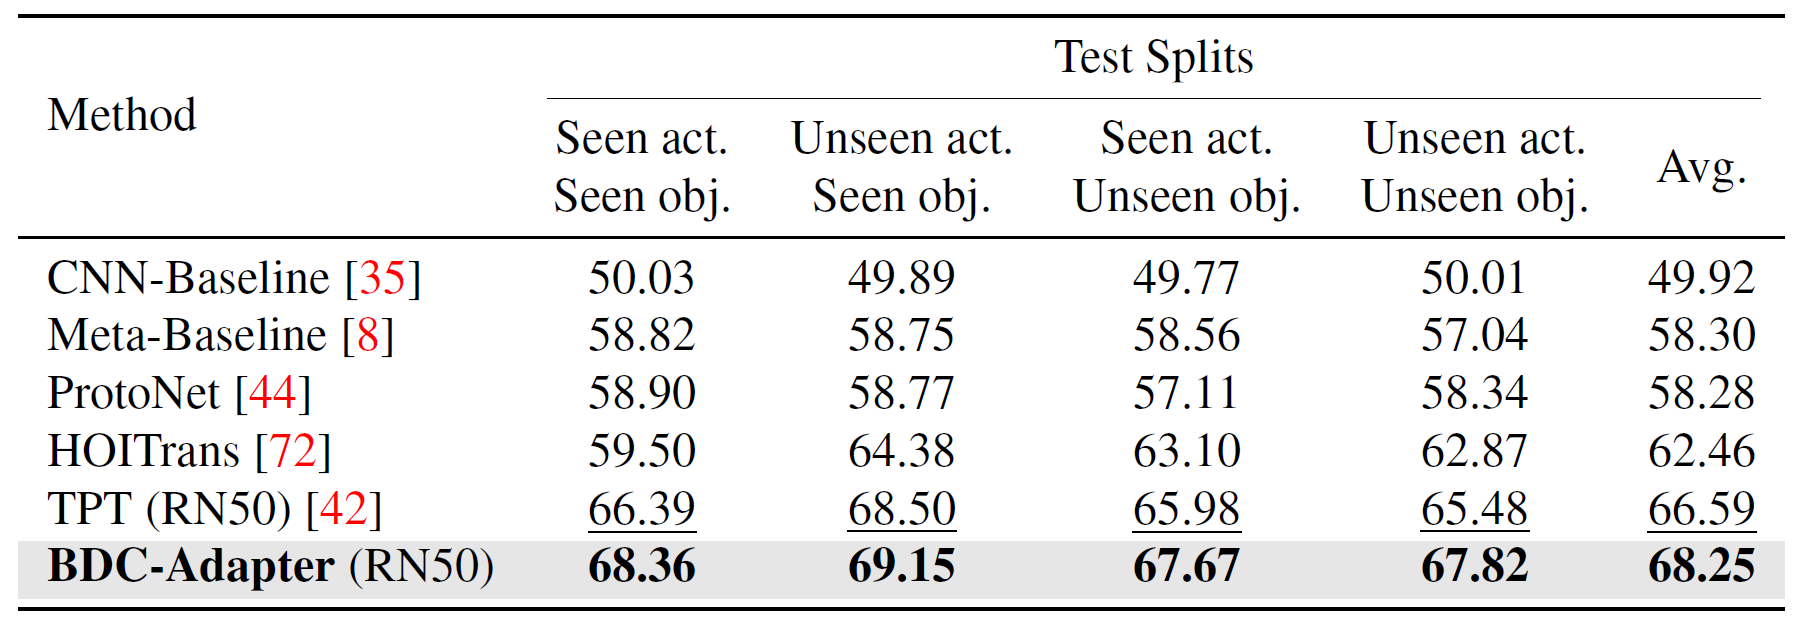 Method Test Splits
Seen act. Unseen act. Seen act. Unseen act. Avg.
Seen obj. Seen obj. Unseen obj. Unseen obj.
CNN-Baseline [35] 50.03 49.89 49.77 50.01 49.92
Meta-Baseline [8] 58.82 58.75 58.56 57.04 58.30
ProtoNet [44] 58.90 58.77 57.11 58.34 58.28
HOITrans [72] 59.50 64.38 63.10 62.87 62.46
TPT (RN50) [42] 66.39 68.50 65.98 65.48 66.59
BDC-Adapter (RN50) 68.36 69.15 67.67 67.82 68.25